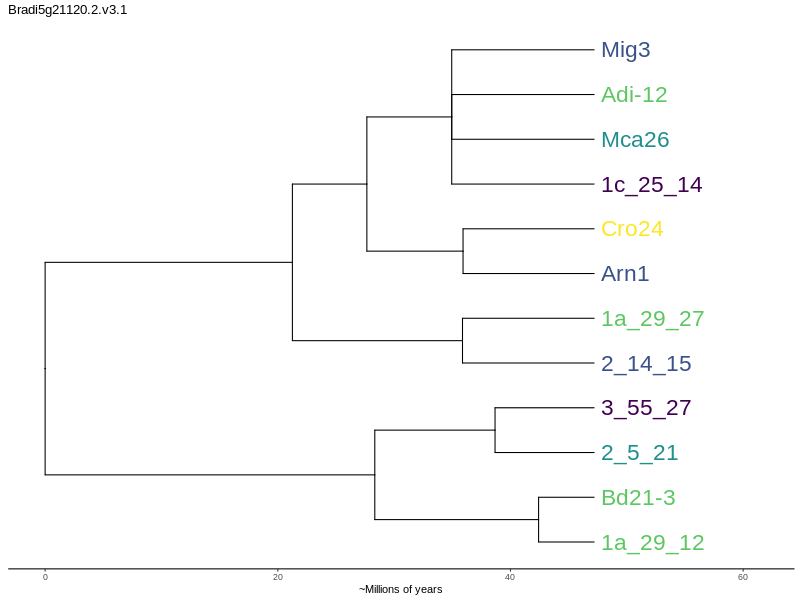 Bradi5g21120.2.v3.1
Mig3
Adi-12
Mca26
1c_25_14
Cro24
Arn1
1a_29_27
2_14_15
3_55_27
2_5_21
Bd21-3
1a_29_12
0 20 40 60
~Millions of years